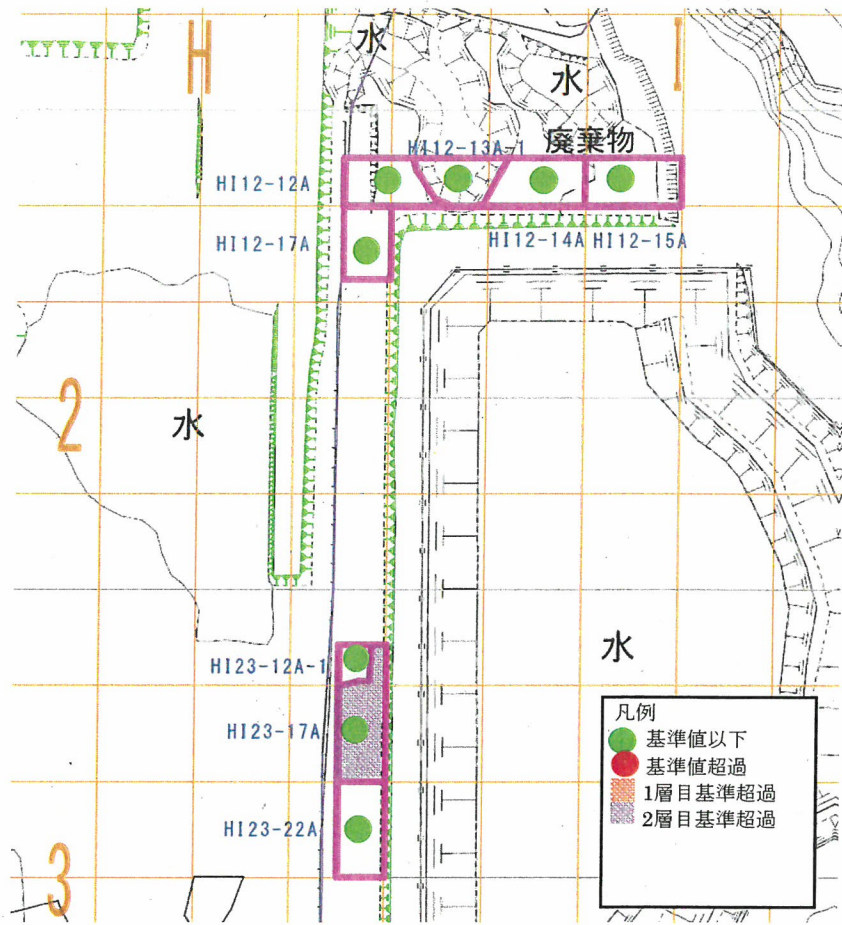 H
水
I
水
廃棄物
HI12-13A-1
HI12-12A
HI12-14A
HI12-15A
HI12-17A
2
水
HI23-12A-1
水
HI23-17A
HI23-22A
3
凡例
基準値以下
基準値超過
1層目基準超過
2層目基準超過